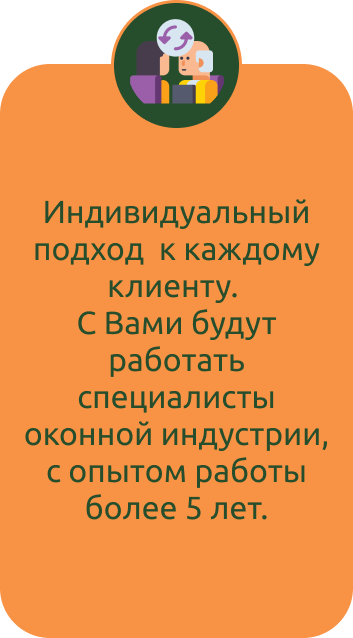 Индивидуальный
подход  к каждому
клиенту.
С Вами будут
работать
специалисты
оконной индустрии,
с опытом работы
более 5 лет.